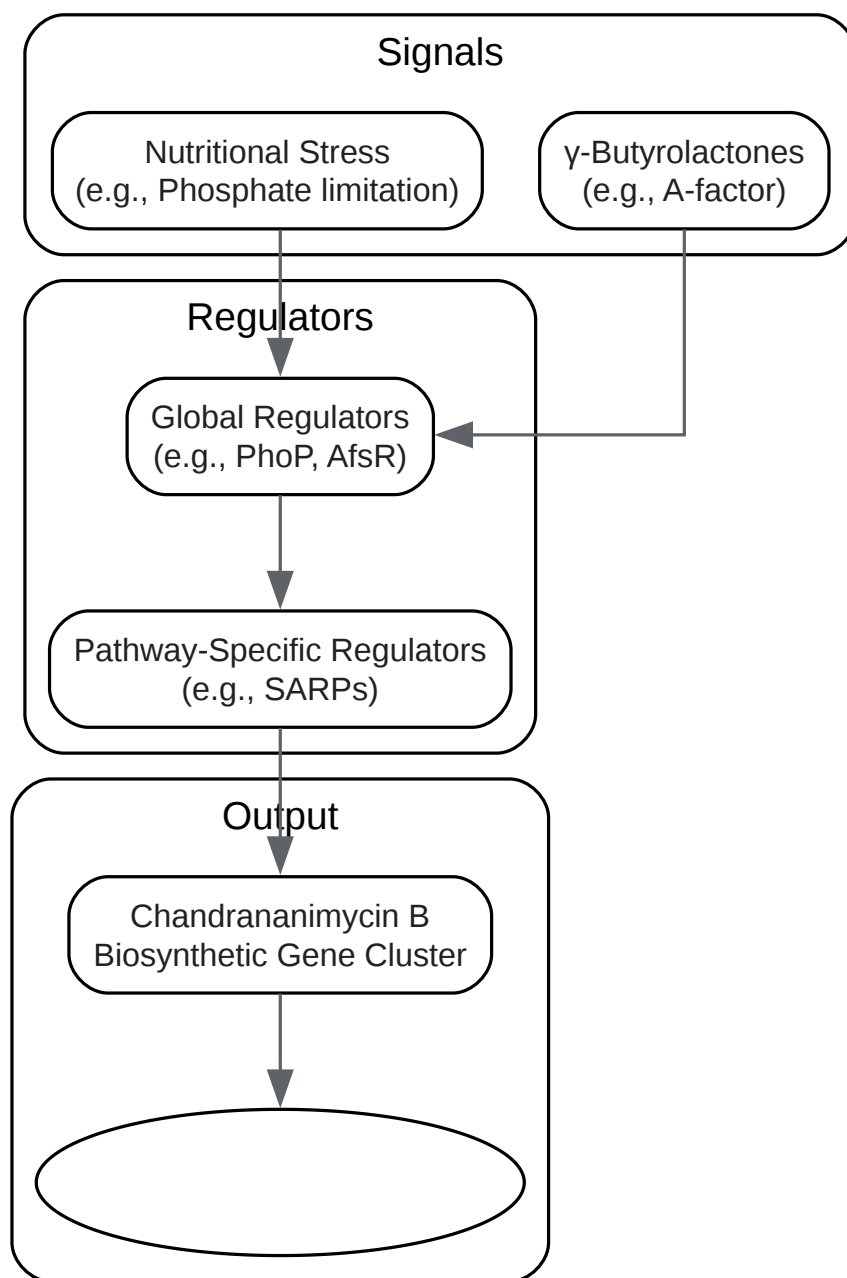 Signals
Nutritional Stress
(e.g., Phosphate limitation)
γ-Butyrolactones
(e.g., A-factor)
Regulators
Global Regulators
(e.g., PhoP, AfsR)
Pathway-Specific Regulators
(e.g., SARPs)
Output
Chandrananimycin B
Biosynthetic Gene Cluster